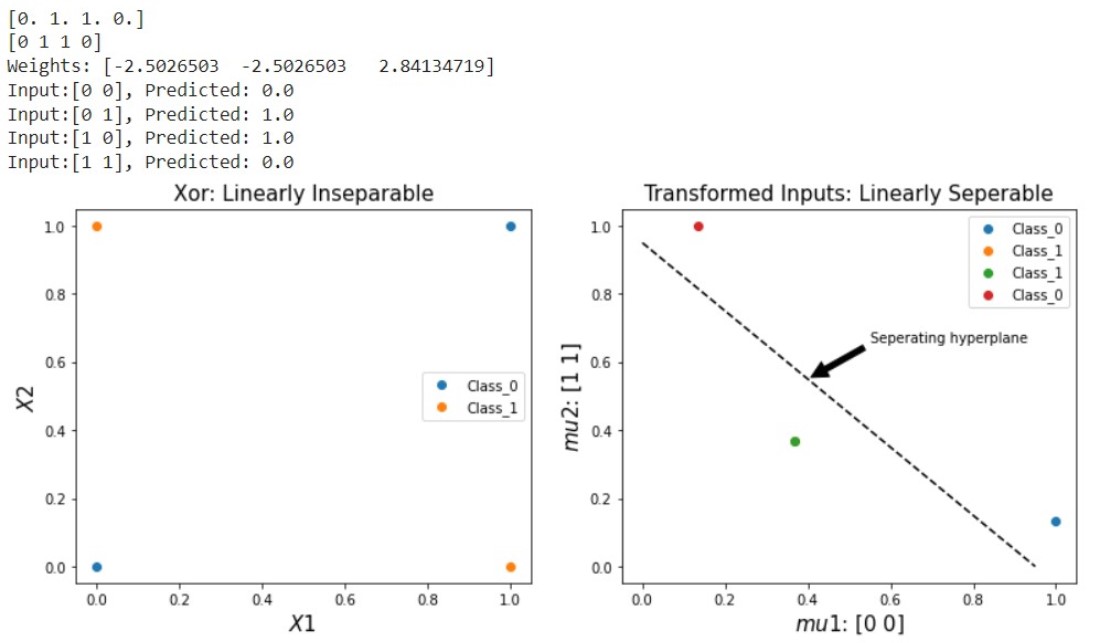 [0. 1. 1. 0.]
[0 1 1 0]
Weights: [-2.5026503  -2.5026503   2.84134719]
Input:[0 0], Predicted: 0.0
Input:[0 1], Predicted: 1.0
Input:[1 0], Predicted: 1.0
Input:[1 1], Predicted: 0.0
Xor: Linearly Inseparable
1.0
0.8
0.6
0.4
0.2
0.0
X2
Class_0
Class_1
0.0 0.2 0.4 0.6 0.8 1.0
X1
Transformed Inputs: Linearly Seperable
1.0
0.8
0.6
0.4
0.2
0.0
mu2: [1 1]
Class_0
Class_1
Class_1
Class_0
Seperating hyperplane
0.0 0.2 0.4 0.6 0.8 1.0
mu1: [0 0]